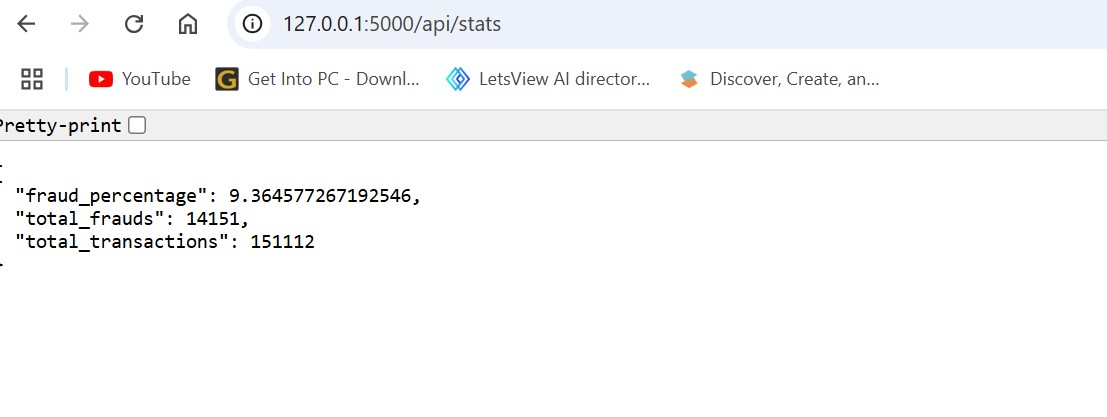 127.0.0.1:5000/api/stats
YouTube Get Into PC - Downl... LetsView AI director... Discover, Create, an...
Pretty-print
"fraud_percentage": 9.364577267192546,
"total_frauds": 14151,
"total_transactions": 151112